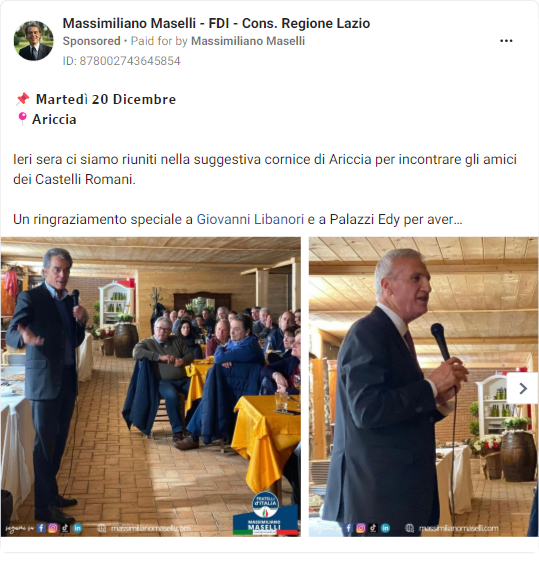 Massimiliano Maselli - FDI - Cons. Regione Lazio
Sponsored • Paid for by Massimiliano Maselli
ID: 878002743645854
📌 Martedì 20 Dicembre
📍Ariccia
Ieri sera ci siamo riuniti nella suggestiva cornice di Ariccia per incontrare gli amici
dei Castelli Romani.
Un ringraziamento speciale a Giovanni Libanori e a Palazzi Edy per aver...
FRATELLI
d'ITALIA
MASSIMILIANO
MASELLI
seguimi su
massimilianomaselli.com
massimilianomaselli.com